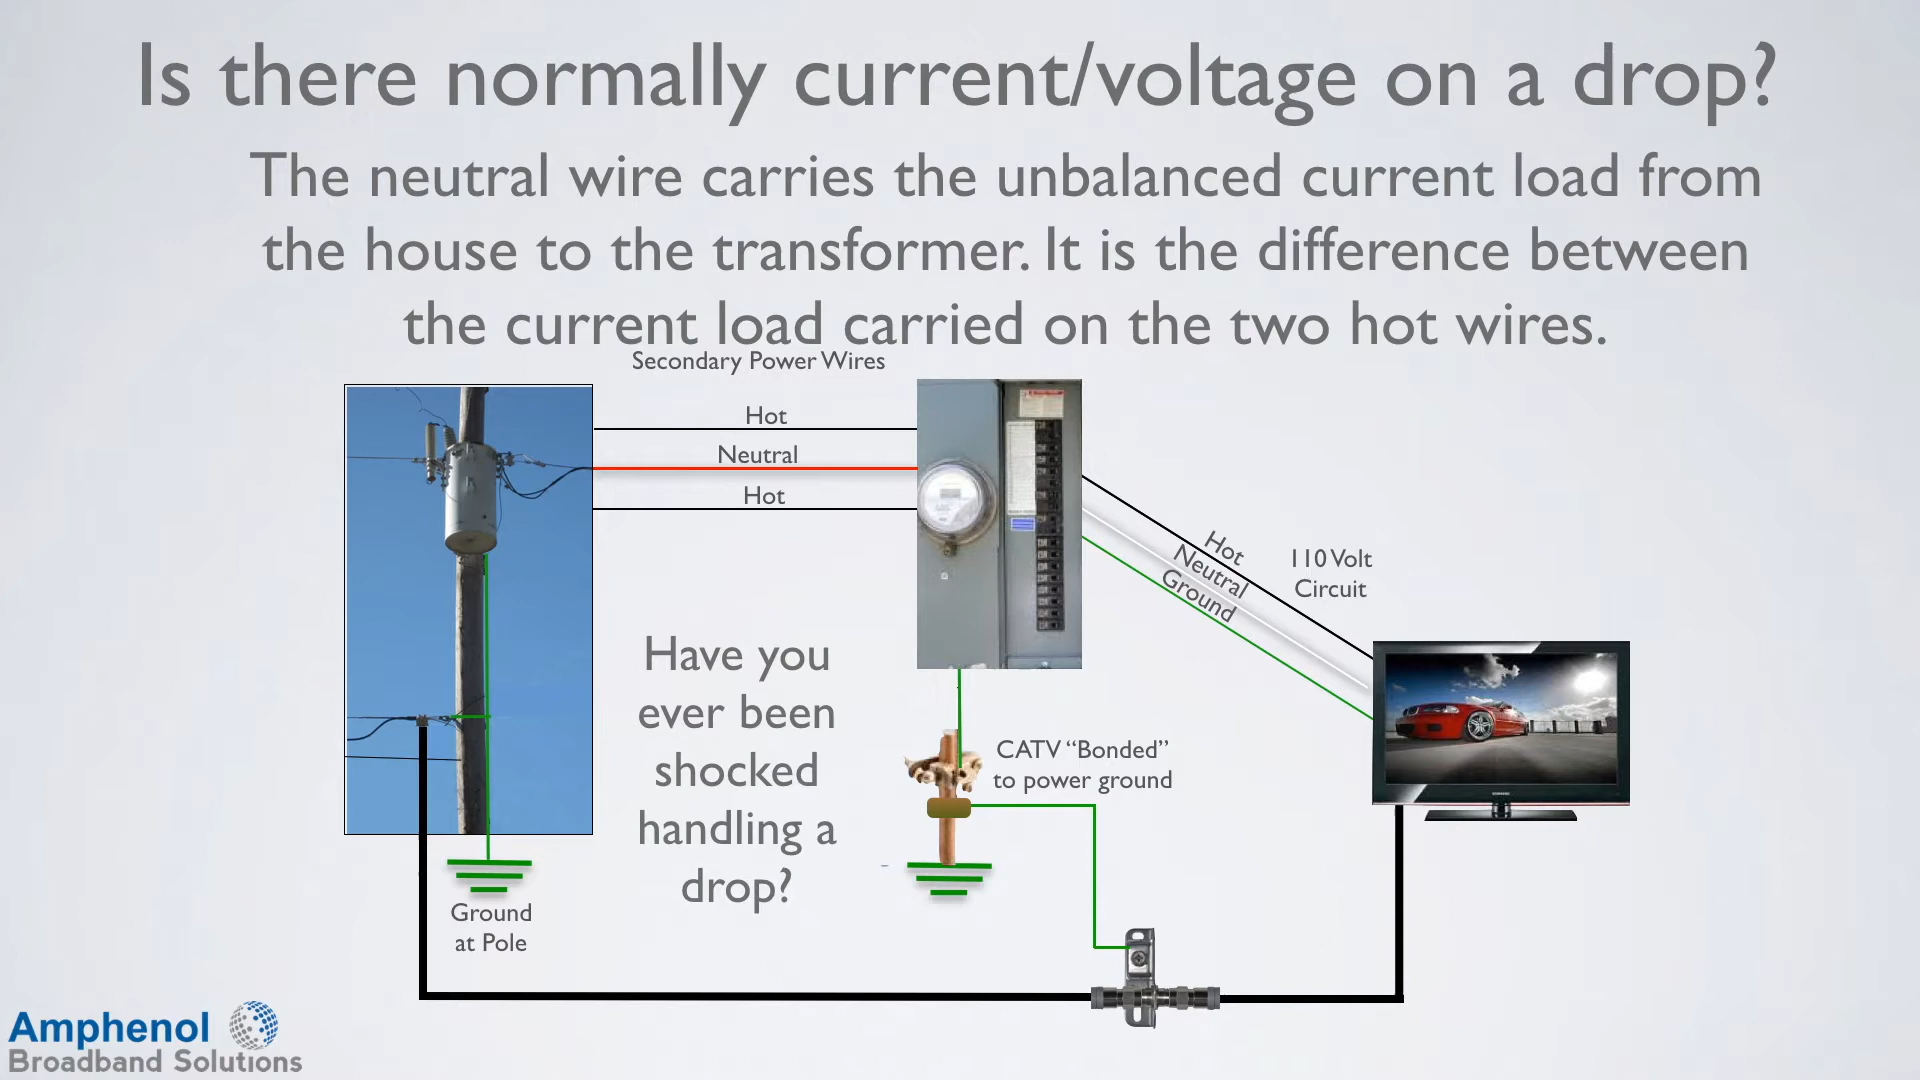 Is there normally current/voltage on a drop?
The neutral wire carries the unbalanced current load from
the house to the transformer. It is the difference between
the current load carried on the two hot wires.
Secondary Power Wires
Hot
Neutral
Hot
Hot
Neutral
Ground
110 Volt
Circuit
Have you
ever been
shocked
handling a
drop?
CATV “Bonded”
to power ground
Ground
at Pole
SAMSUNG
Amphenol
Broadband Solutions